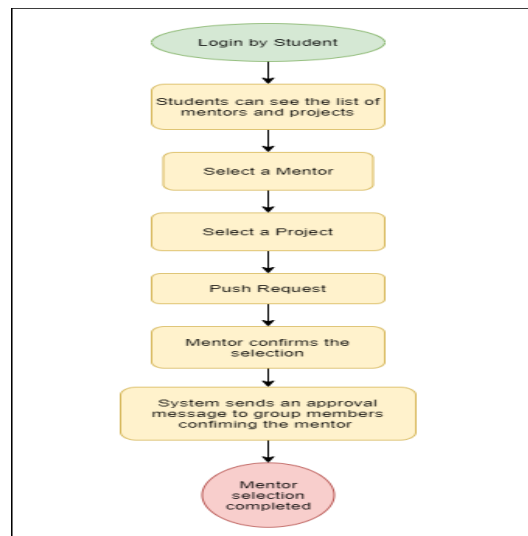 Login by Student
Students can see the list of
mentors and projects
Select a Mentor
Select a Project
Push Request
Mentor confirms the
selection
System sends an approval
message to group members
confiming the mentor
Mentor
selection
completed